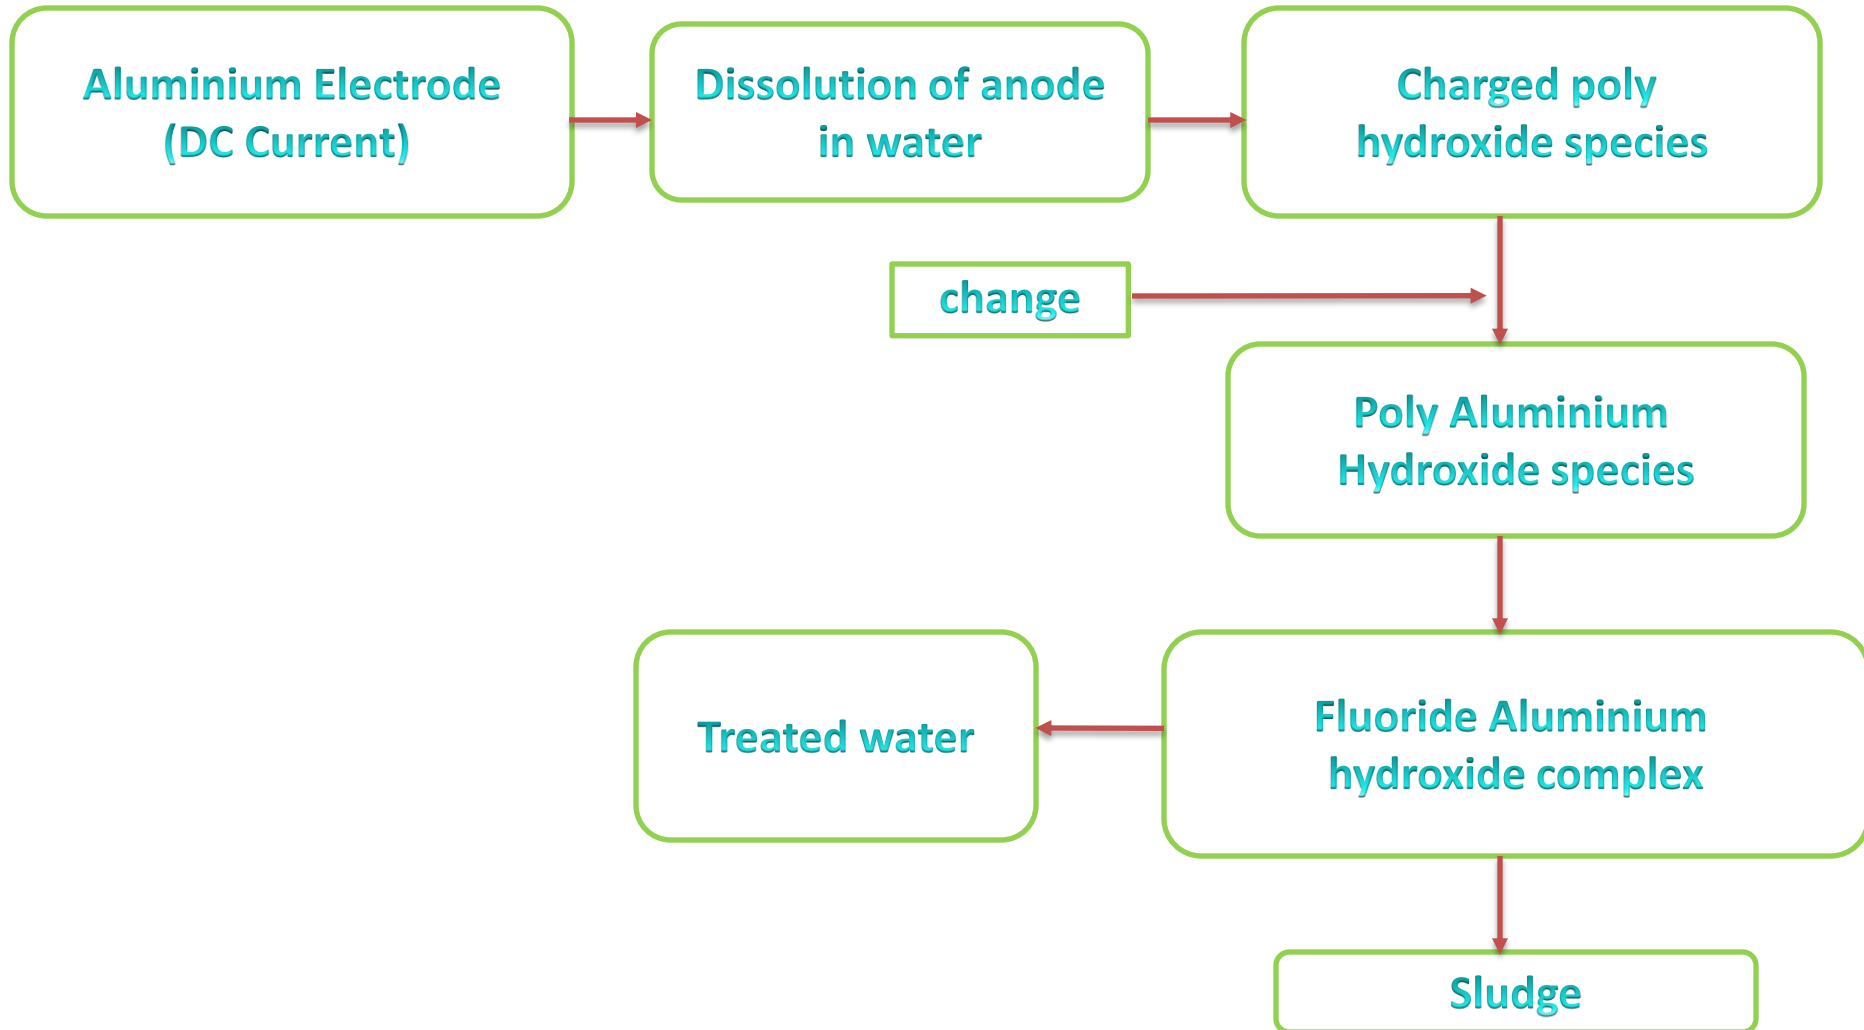 Aluminium Electrode
(DC Current)
Dissolution of anode
in water
Charged poly
hydroxide species
change
Poly Aluminium
Hydroxide species
Treated water
Fluoride Aluminium
hydroxide complex
Sludge